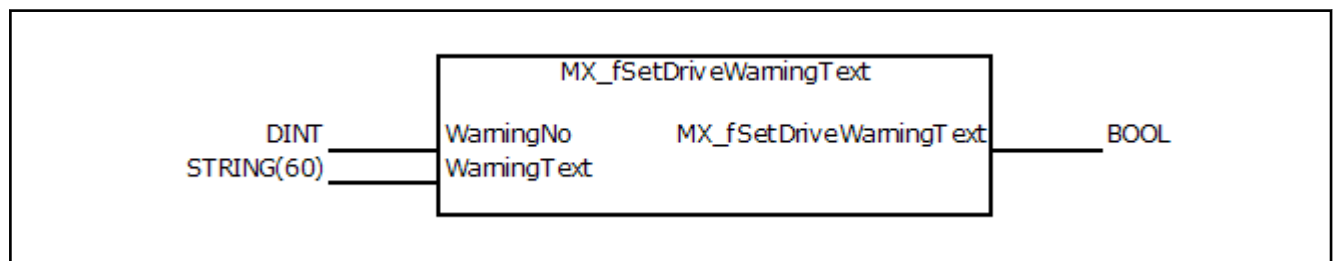 MX_fSetDriveWarningText
DINT WarningNo MX_fSetDriveWarningText BOOL
STRING(60) WarningText